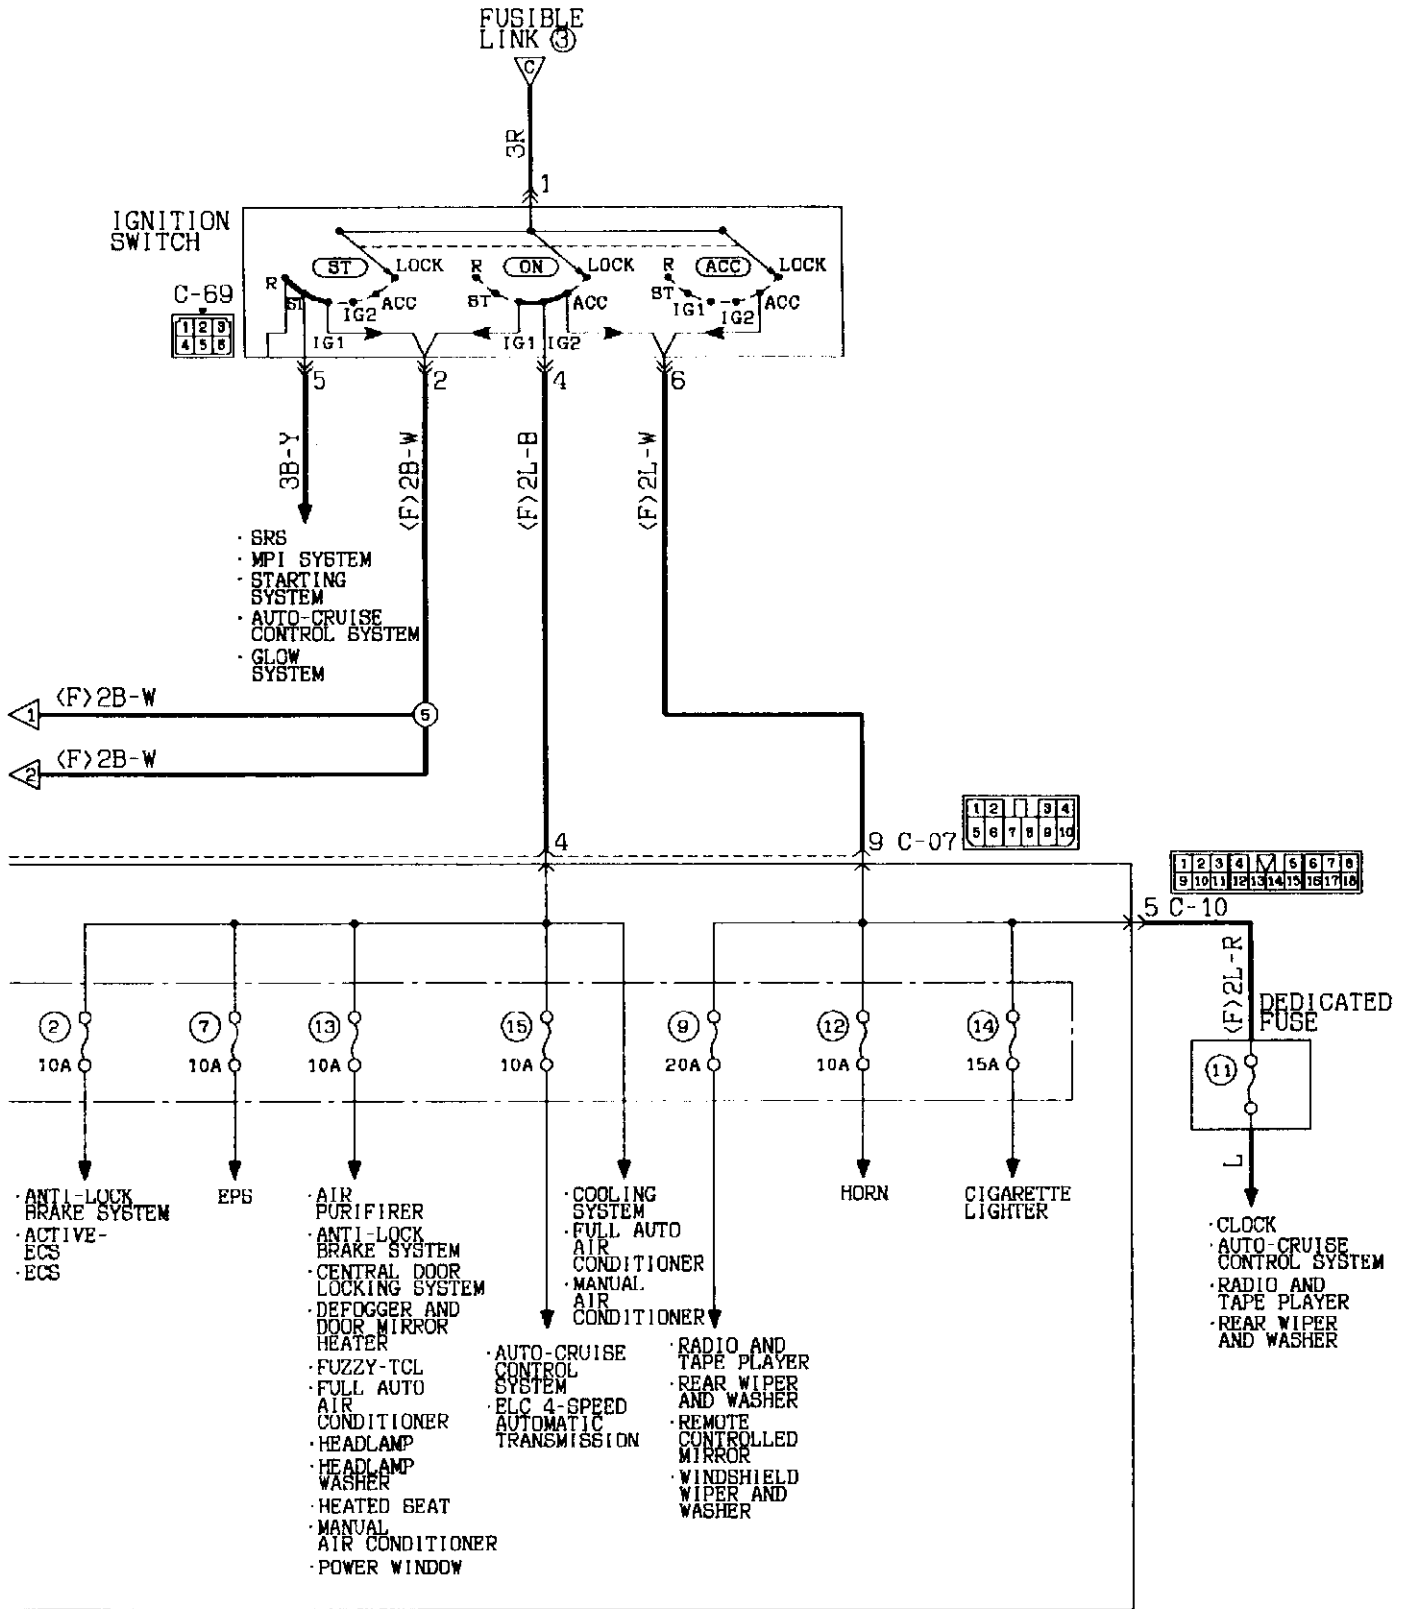 FUSIBLE
LINK ③
C
3R
1
IGNITION
SWITCH
C-69
1 2 3
4 5 6
R
ST
ST
LOCK
ACC
IG2
IG1
R
ON
ST
LOCK
ACC
IG1
IG2
R
ACC
ST
LOCK
ACC
IG1
IG2
5
2
4
6
3B-Y
<F>2B-W
<F>2L-B
<F>2L-W
· SRS
· MPI SYSTEM
· STARTING
SYSTEM
· AUTO-CRUISE
CONTROL SYSTEM
· GLOW
SYSTEM
1
<F>2B-W
5
2
<F>2B-W
4
9 C-07
1 2 3 4
5 6 7 8 9 10
1 2 3 4 5 6 7 8
9 10 11 12 13 14 15 16 17 18
5 C-10
<F>2L-R
DEDICATED
FUSE
② 10A
⑦ 10A
⑬ 10A
⑮ 10A
⑨ 20A
⑫ 10A
⑭ 15A
⑪
L
· ANTI-LOCK
BRAKE SYSTEM
· ACTIVE-
ECS
· ECS
EPS
· AIR
PURIFIRER
· ANTI-LOCK
BRAKE SYSTEM
· CENTRAL DOOR
LOCKING SYSTEM
· DEFOGGER AND
DOOR MIRROR
HEATER
· FUZZY-TCL
· FULL AUTO
AIR
CONDITIONER
· HEADLAMP
· HEADLAMP
WASHER
· HEATED SEAT
· MANUAL
AIR CONDITIONER
· POWER WINDOW
· AUTO-CRUISE
CONTROL
SYSTEM
· ELC 4-SPEED
AUTOMATIC
TRANSMISSION
· COOLING
SYSTEM
· FULL AUTO
AIR
CONDITIONER
· MANUAL
AIR
CONDITIONER
· RADIO AND
TAPE PLAYER
· REAR WIPER
AND WASHER
· REMOTE
CONTROLLED
MIRROR
· WINDSHIELD
WIPER AND
WASHER
HORN
CIGARETTE
LIGHTER
· CLOCK
· AUTO-CRUISE
CONTROL SYSTEM
· RADIO AND
TAPE PLAYER
· REAR WIPER
AND WASHER